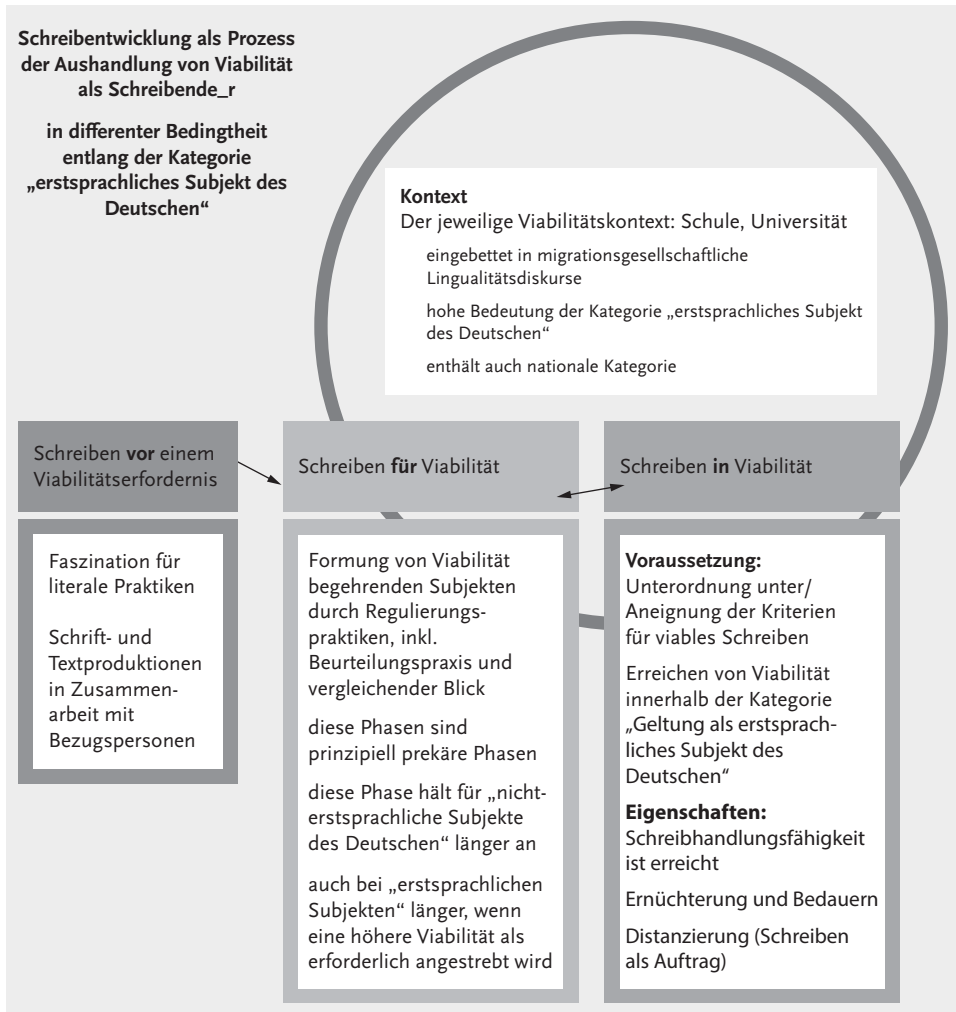 Schreibentwicklung als Prozess
der Aushandlung von Viabilität
als Schreibende_r
in differenter Bedingtheit
entlang der Kategorie
„erstsprachliches Subjekt des
Deutschen“
Kontext
Der jeweilige Viabilitätskontext: Schule, Universität
eingebettet in migrationsgesellschaftliche
Lingualitätsdiskurse
hohe Bedeutung der Kategorie „erstsprachliches Subjekt
des Deutschen“
enthält auch nationale Kategorie
Schreiben vor einem
Viabilitätserfordernis
Faszination für
literale Praktiken
Schrift- und
Textproduktionen
in Zusammen-
arbeit mit
Bezugspersonen
Schreiben für Viabilität
Formung von Viabilität
begehrenden Subjekten
durch Regulierungs-
praktiken, inkl.
Beurteilungspraxis und
vergleichender Blick
diese Phasen sind
prinzipiell prekäre Phasen
diese Phase hält für „nicht-
erstsprachliche Subjekte
des Deutschen“ länger an
auch bei „erstsprachlichen
Subjekten“ länger, wenn
eine höhere Viabilität als
erforderlich angestrebt wird
Schreiben in Viabilität
Voraussetzung:
Unterordnung unter/
Aneignung der Kriterien
für viables Schreiben
Erreichen von Viabilität
innerhalb der Kategorie
„Geltung als erstsprach-
liches Subjekt des
Deutschen“
Eigenschaften:
Schreibhandlungsfähigkeit
ist erreicht
Ernüchterung und Bedauern
Distanzierung (Schreiben
als Auftrag)